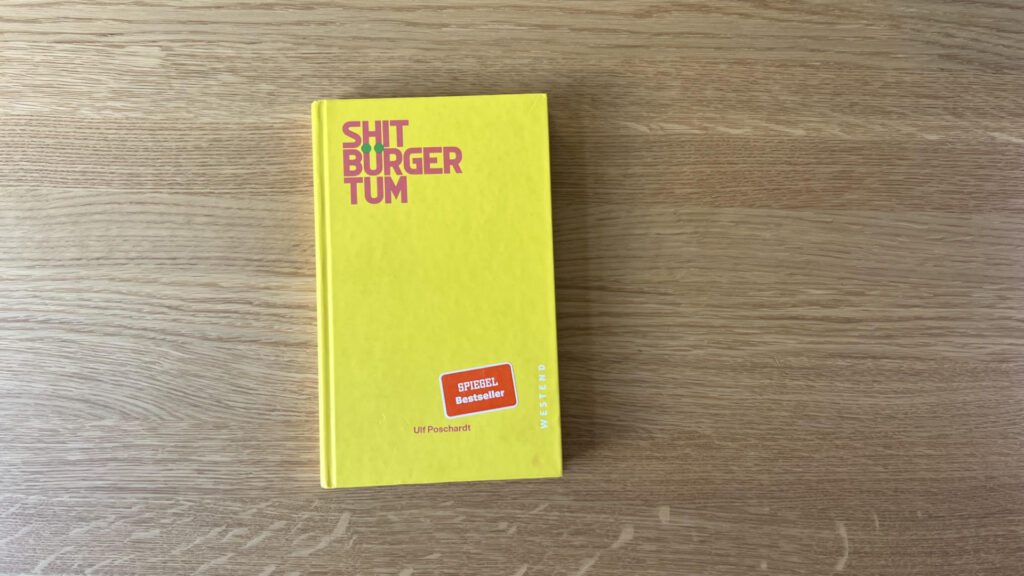 SHIT
BÜRGER
TUM
SPIEGEL
Bestseller
Ulf Poschardt
WESTEND